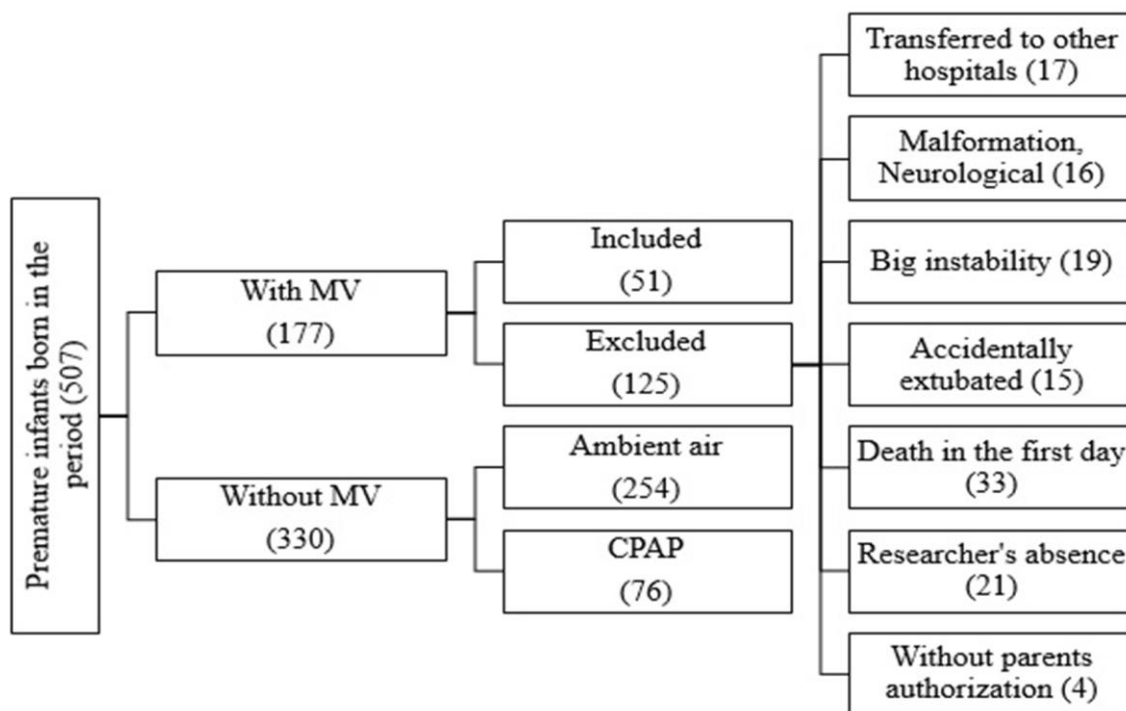 Premature infants born in the
period (507)
With MV
(177)
Without MV
(330)
Included
(51)
Excluded
(125)
Ambient air
(254)
CPAP
(76)
Transferred to other
hospitals (17)
Malformation,
Neurological (16)
Big instability (19)
Accidentally
extubated (15)
Death in the first day
(33)
Researcher's absence
(21)
Without parents
authorization (4)